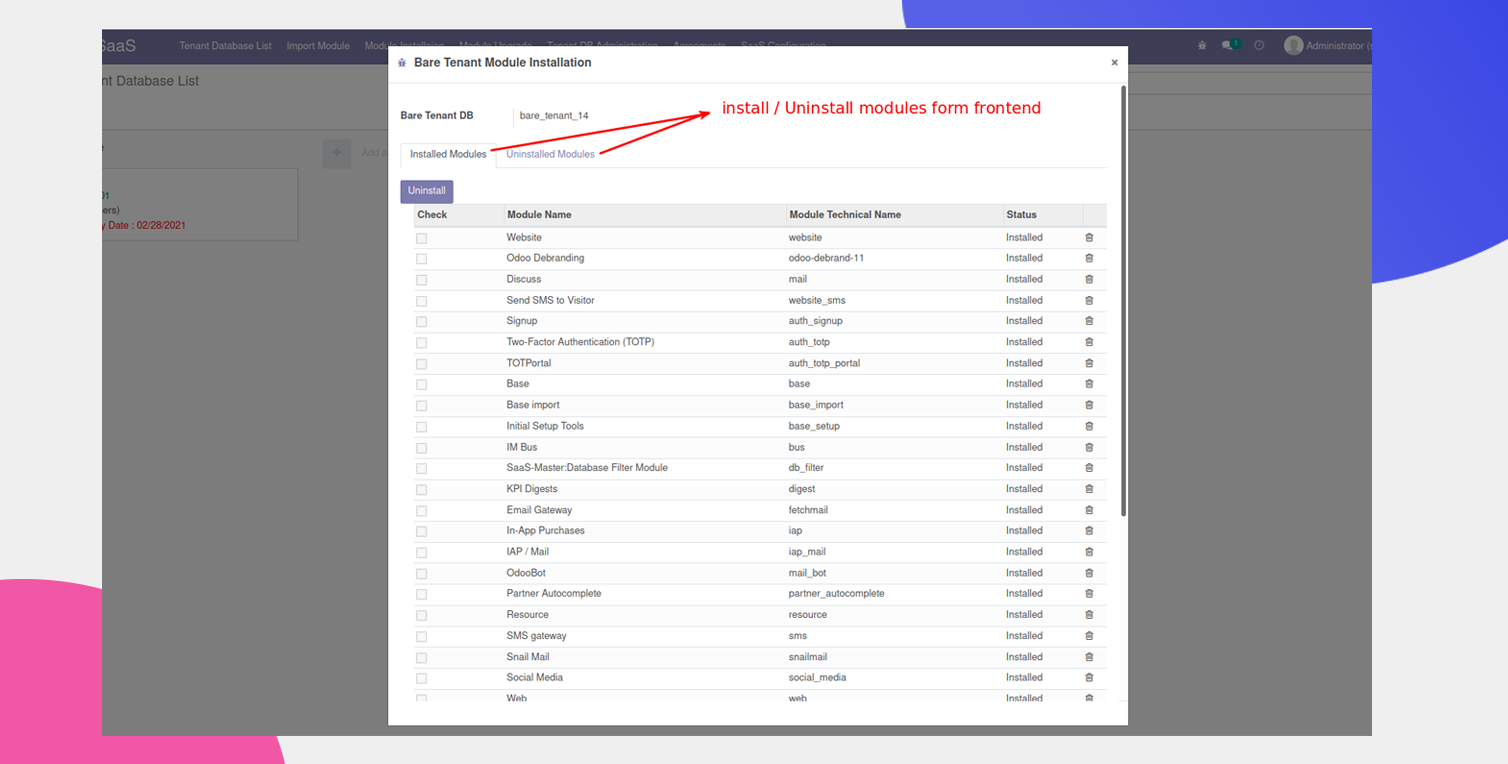 SaaS Tenant Database List Import Module Module Installaion Module Upgrade Tenant DB Administration Agreements SaaS Configuration 1 Administrator (
nt Database List
Bare Tenant Module Installation ×
Bare Tenant DB bare_tenant_14
install / Uninstall modules form frontend
Installed Modules Uninstalled Modules
+ Add a
01
ers)
y Date : 02/28/2021
Uninstall
Check Module Name Module Technical Name Status
Website website Installed
Odoo Debranding odoo-debrand-11 Installed
Discuss mail Installed
Send SMS to Visitor website_sms Installed
Signup auth_signup Installed
Two-Factor Authentication (TOTP) auth_totp Installed
TOTPortal auth_totp_portal Installed
Base base Installed
Base import base_import Installed
Initial Setup Tools base_setup Installed
IM Bus bus Installed
SaaS-Master:Database Filter Module db_filter Installed
KPI Digests digest Installed
Email Gateway fetchmail Installed
In-App Purchases iap Installed
IAP / Mail iap_mail Installed
OdooBot mail_bot Installed
Partner Autocomplete partner_autocomplete Installed
Resource resource Installed
SMS gateway sms Installed
Snail Mail snailmail Installed
Social Media social_media Installed
Web web Installed